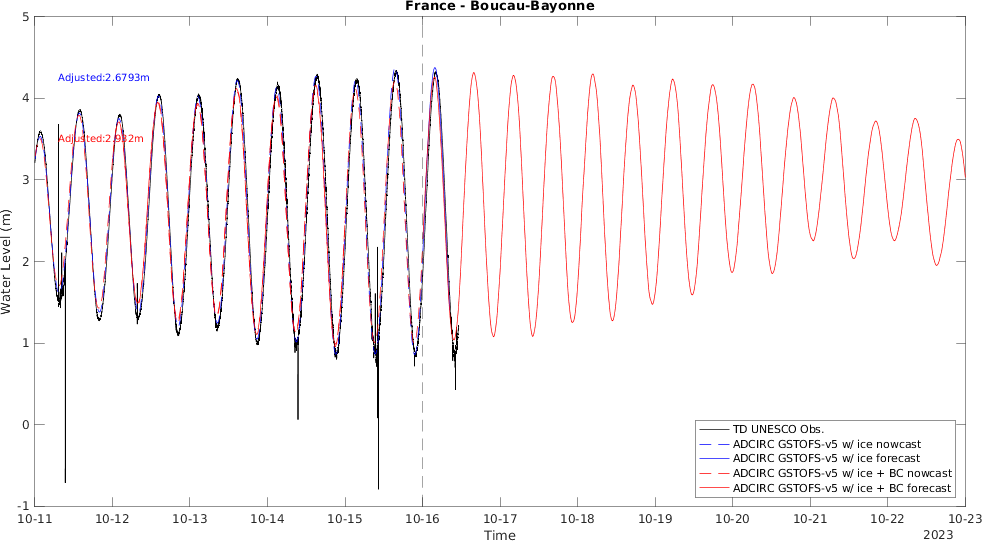 France - Boucau-Bayonne
5
4
3
2
1
0
-1
Water Level (m)
Adjusted:2.6793m
TD UNESCO Obs.
ADCIRC GSTOFS-v5 w/ ice nowcast
ADCIRC GSTOFS-v5 w/ ice forecast
ADCIRC GSTOFS-v5 w/ ice + BC nowcast
ADCIRC GSTOFS-v5 w/ ice + BC forecast
10-11 10-12 10-13 10-14 10-15 10-16 10-17 10-18 10-19 10-20 10-21 10-22 10-23
Time
2023